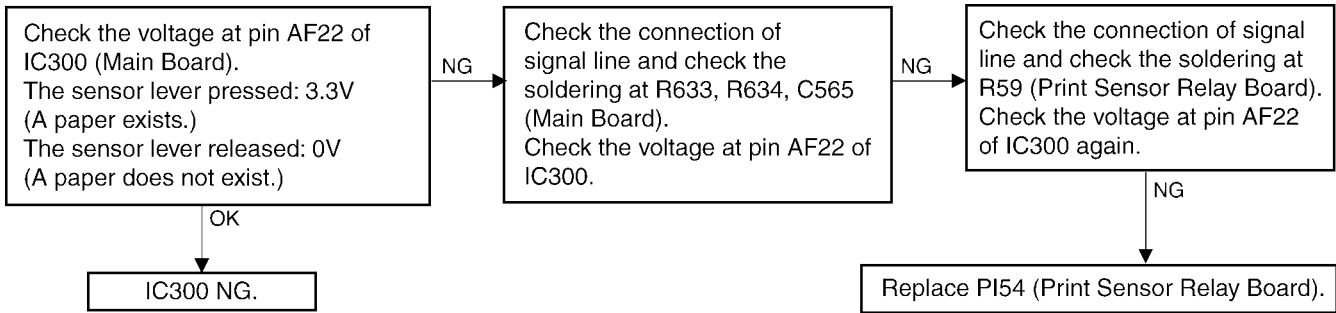 Check the voltage at pin AF22 of
IC300 (Main Board).
The sensor lever pressed: 3.3V
(A paper exists.)
The sensor lever released: 0V
(A paper does not exist.)
NG
Check the connection of
signal line and check the
soldering at R633, R634, C565
(Main Board).
Check the voltage at pin AF22 of
IC300.
NG
Check the connection of signal
line and check the soldering at
R59 (Print Sensor Relay Board).
Check the voltage at pin AF22
of IC300 again.
OK
NG
IC300 NG.
Replace PI54 (Print Sensor Relay Board).